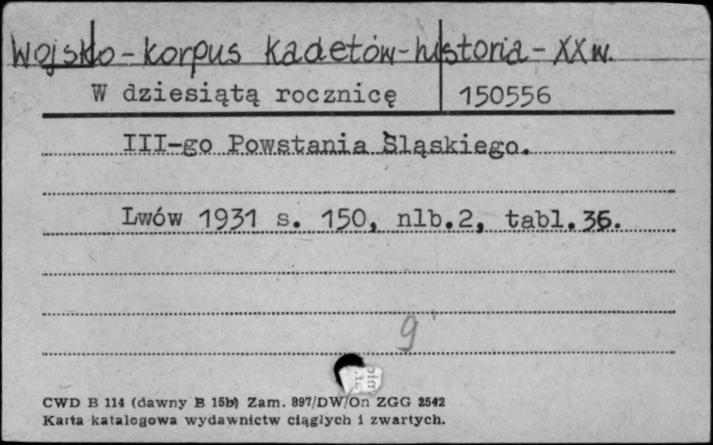 Wojsko-korpus kadetów-historia-XXw.
W dziesiątą rocznicę 150556
III-go Powstania Śląskiego.
Lwów 1931 s. 150, nlb.2, tabl.36.
9
CWD B 114 (dawny B 15b) Zam. 897/DW/On ZGG 2542
Karta katalogowa wydawnictw ciągłych i zwartych.